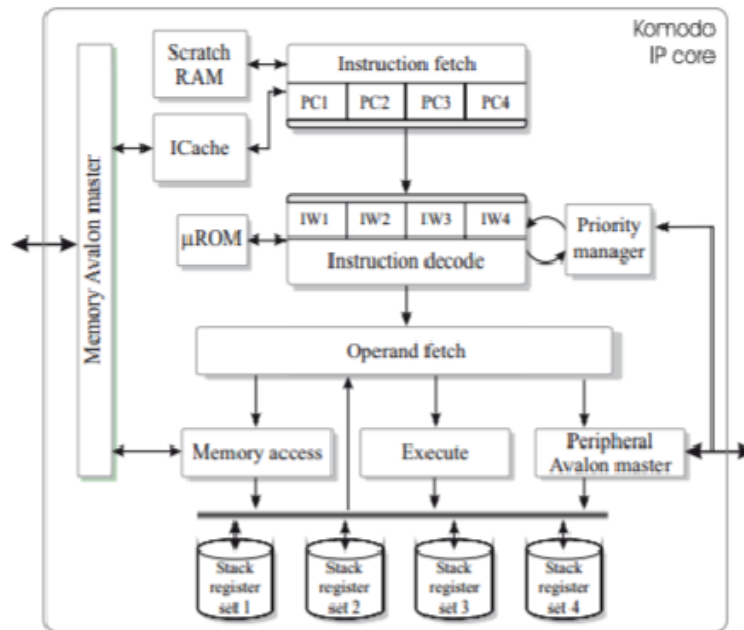 Komodo
IP core
Scratch
RAM
Instruction fetch
PC1 PC2 PC3 PC4
ICache
Memory Avalon master
IW1 IW2 IW3 IW4
µROM
Instruction decode
Priority
manager
Operand fetch
Memory access
Execute
Peripheral
Avalon master
Stack
register
set 1
Stack
register
set 2
Stack
register
set 3
Stack
register
set 4